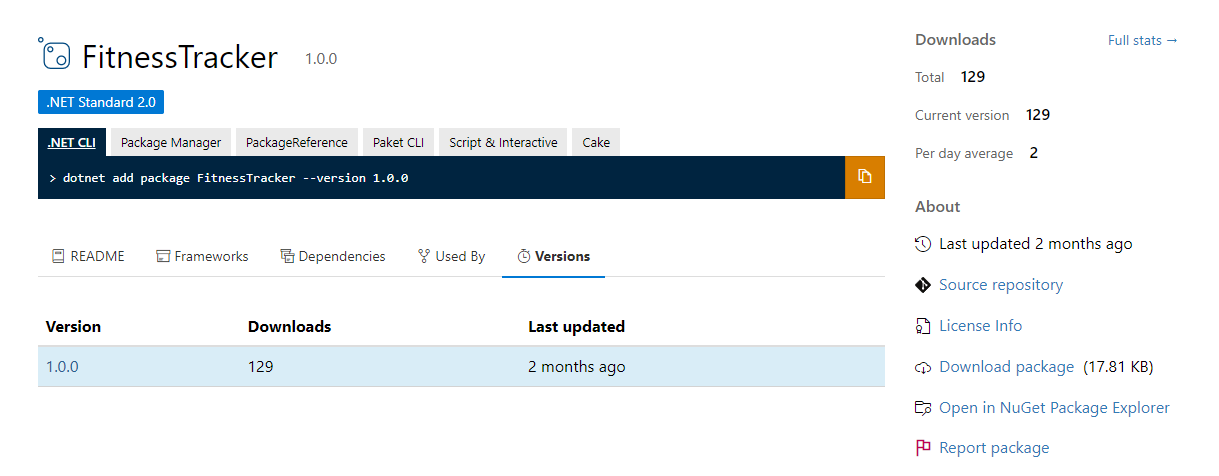 FitnessTracker 1.0.0
.NET Standard 2.0
.NET CLI Package Manager PackageReference Paket CLI Script & Interactive Cake
> dotnet add package FitnessTracker --version 1.0.0
README Frameworks Dependencies Used By Versions
Version Downloads Last updated
1.0.0 129 2 months ago
Downloads Full stats →
Total 129
Current version 129
Per day average 2
About
Last updated 2 months ago
Source repository
License Info
Download package (17.81 KB)
Open in NuGet Package Explorer
Report package